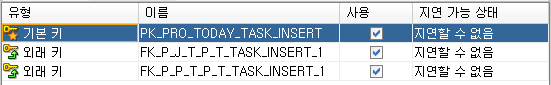 유형 이름 사용 지연 가능 상태
기본 키 PK_PRO_TODAY_TASK_INSERT 지연할 수 없음
외래 키 FK_P_J_T_P_T_TASK_INSERT_1 지연할 수 없음
외래 키 FK_P_P_T_P_T_TASK_INSERT_1 지연할 수 없음